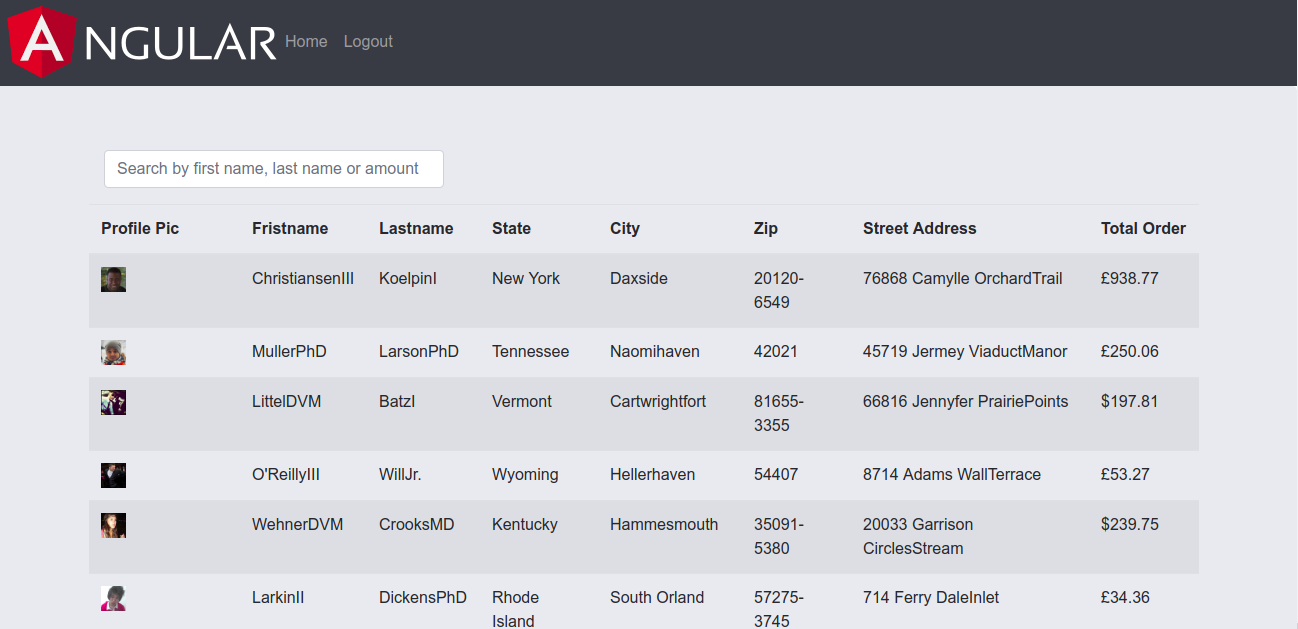 ANGULAR Home Logout
Search by first name, last name or amount
Profile Pic Fristname Lastname State City Zip Street Address Total Order
ChristiansenIII KoelpinI New York Daxside 20120- 76868 Camylle OrchardTrail £938.77
6549
MullerPhD LarsonPhD Tennessee Naomihaven 42021 45719 Jermey ViaductManor £250.06
LittelDVM BatzI Vermont Cartwrightfort 81655- 66816 Jennyfer PrairiePoints $197.81
3355
O'ReillyIII WillJr. Wyoming Hellerhaven 54407 8714 Adams WallTerrace £53.27
WehnerDVM CrooksMD Kentucky Hammesmouth 35091- 20033 Garrison $239.75
5380 CirclesStream
LarkinII DickensPhD Rhode South Orland 57275- 714 Ferry DaleInlet £34.36
Island 3745